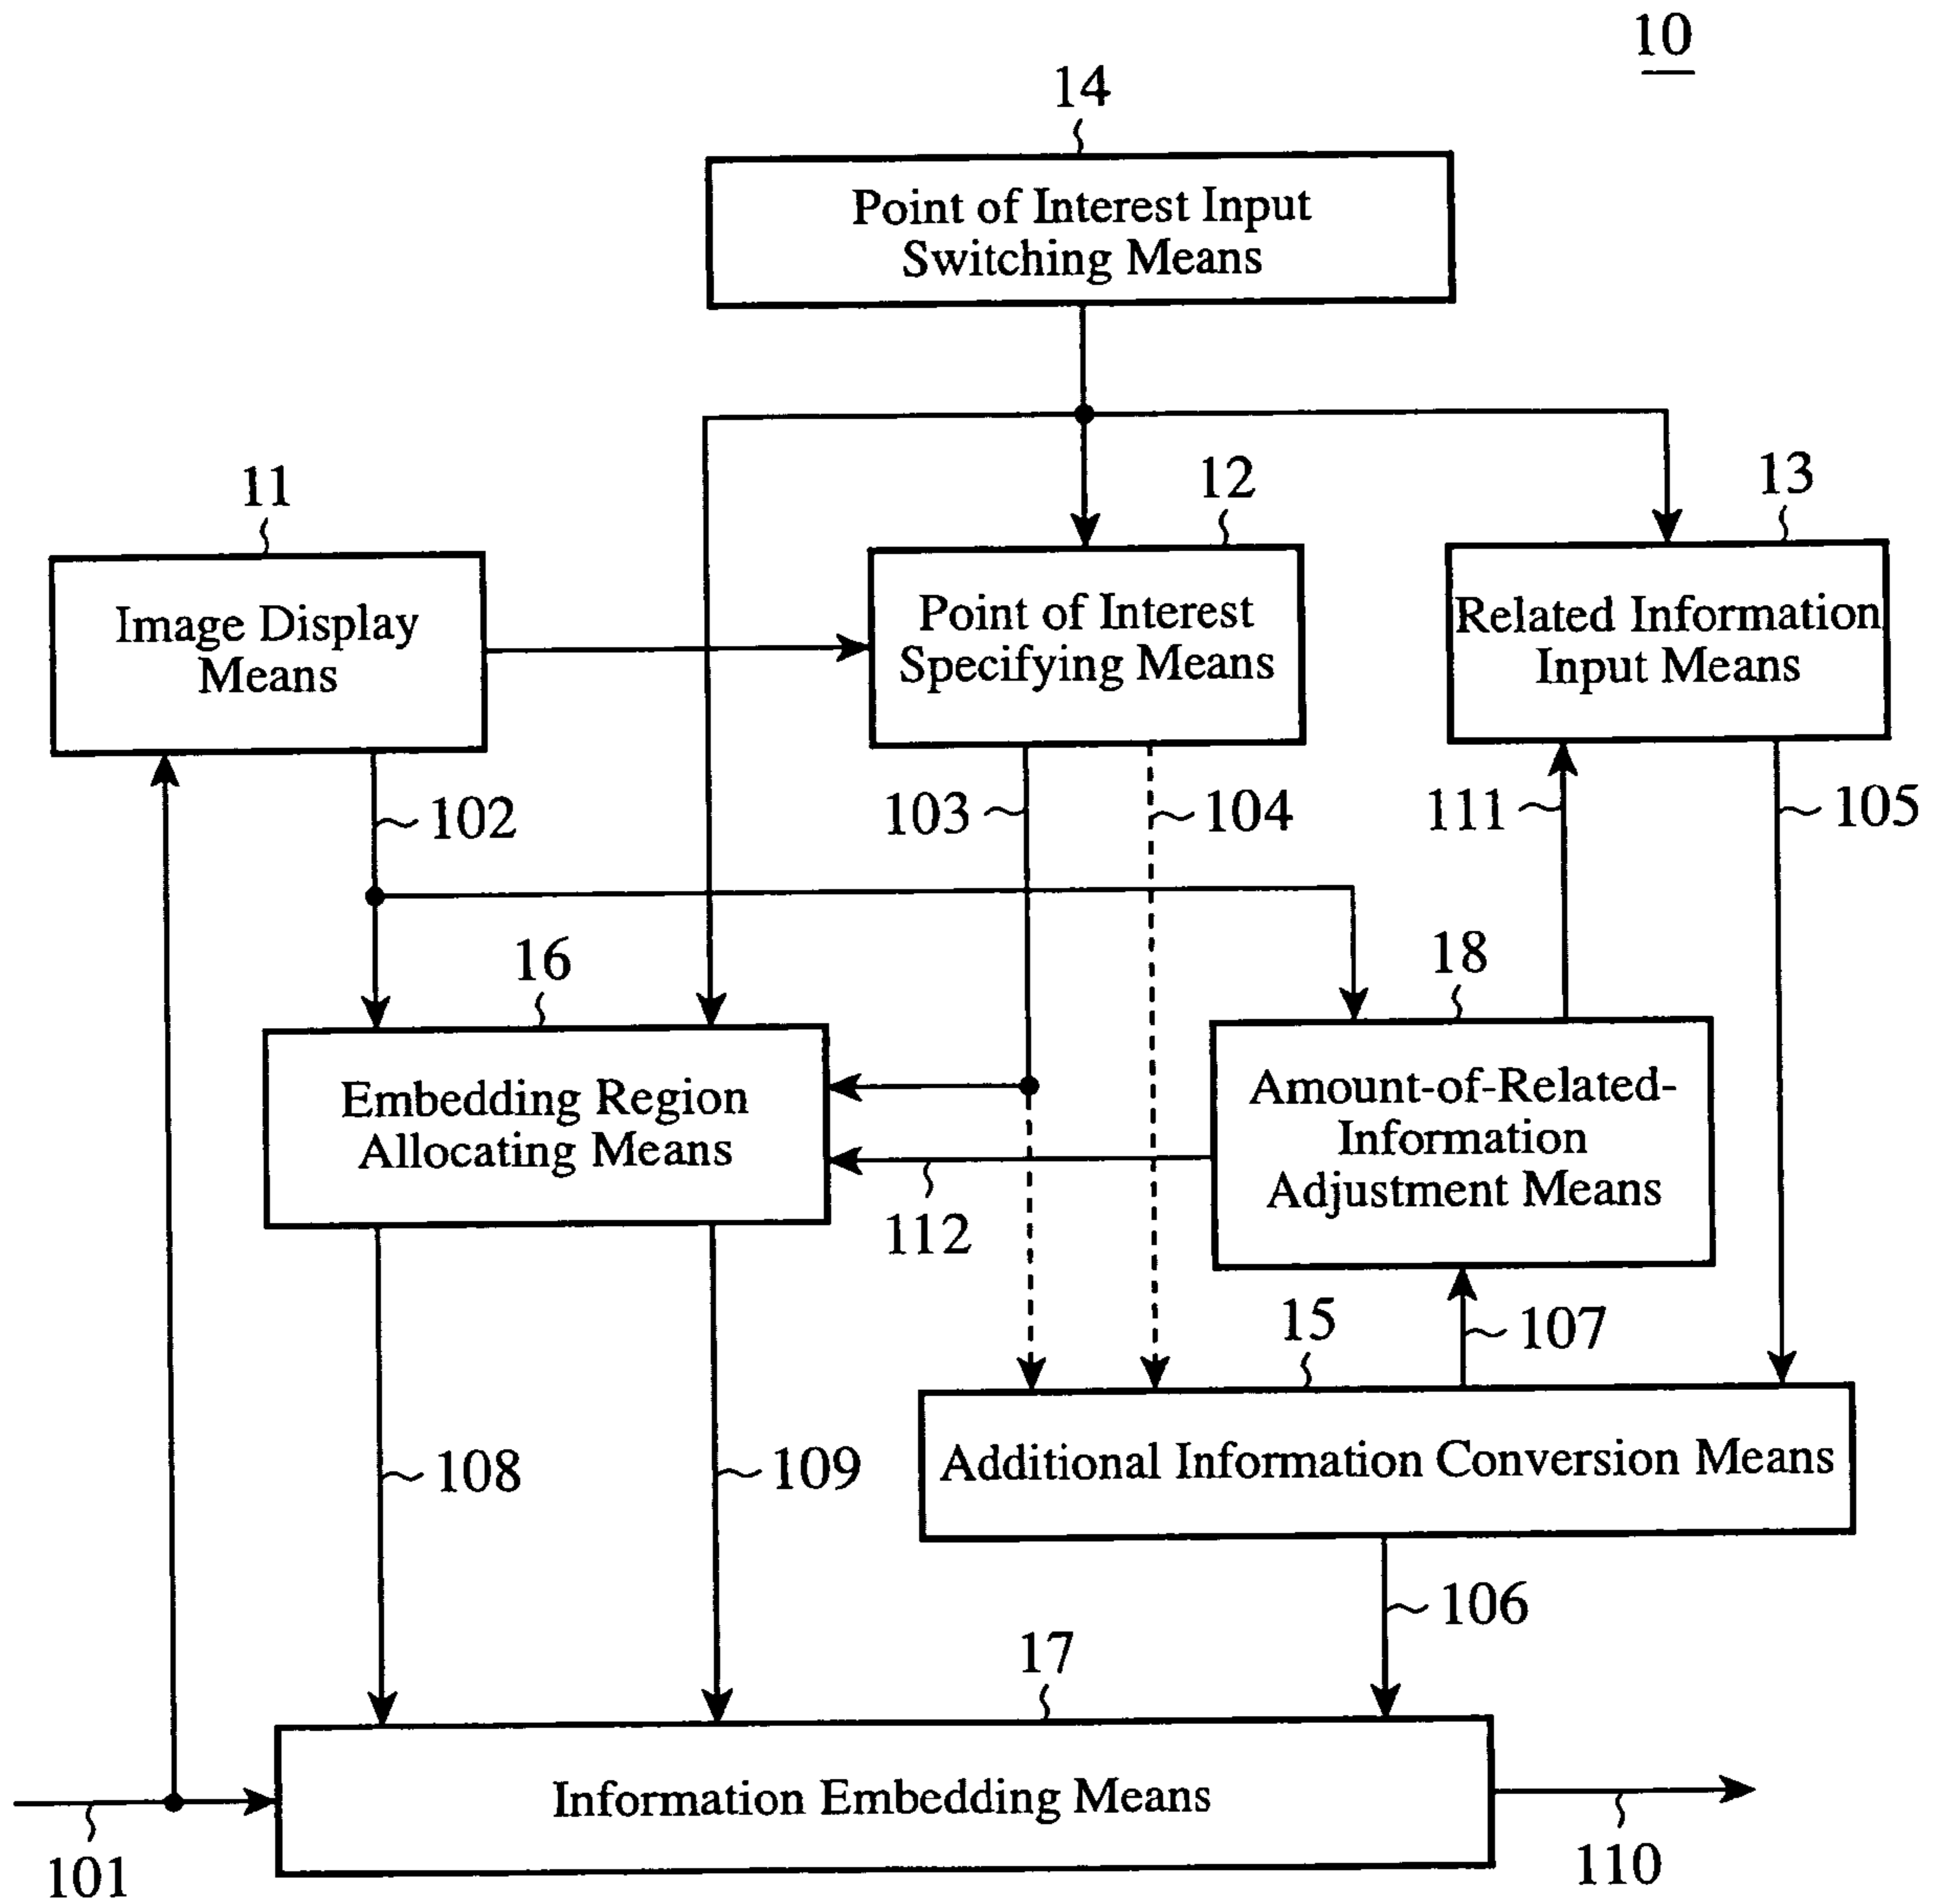 10
14
Point of Interest Input
Switching Means
11
12
13
Image Display
Means
Point of Interest
Specifying Means
Related Information
Input Means
102
103
104
111
105
16
18
Embedding Region
Allocating Means
Amount-of-Related-
Information
Adjustment Means
112
15
107
Additional Information Conversion Means
108
109
106
17
Information Embedding Means
101
110